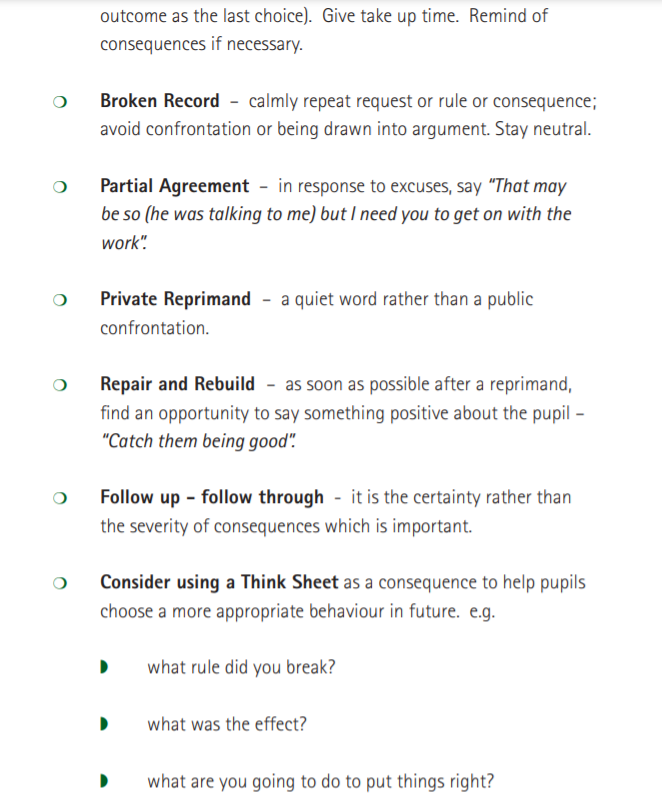 outcome as the last choice). Give take up time. Remind of
consequences if necessary.
❍ Broken Record – calmly repeat request or rule or consequence;
avoid confrontation or being drawn into argument. Stay neutral.
❍ Partial Agreement – in response to excuses, say "That may
be so (he was talking to me) but I need you to get on with the
work".
❍ Private Reprimand – a quiet word rather than a public
confrontation.
❍ Repair and Rebuild – as soon as possible after a reprimand,
find an opportunity to say something positive about the pupil –
"Catch them being good".
❍ Follow up – follow through - it is the certainty rather than
the severity of consequences which is important.
❍ Consider using a Think Sheet as a consequence to help pupils
choose a more appropriate behaviour in future. e.g.
◗ what rule did you break?
◗ what was the effect?
◗ what are you going to do to put things right?